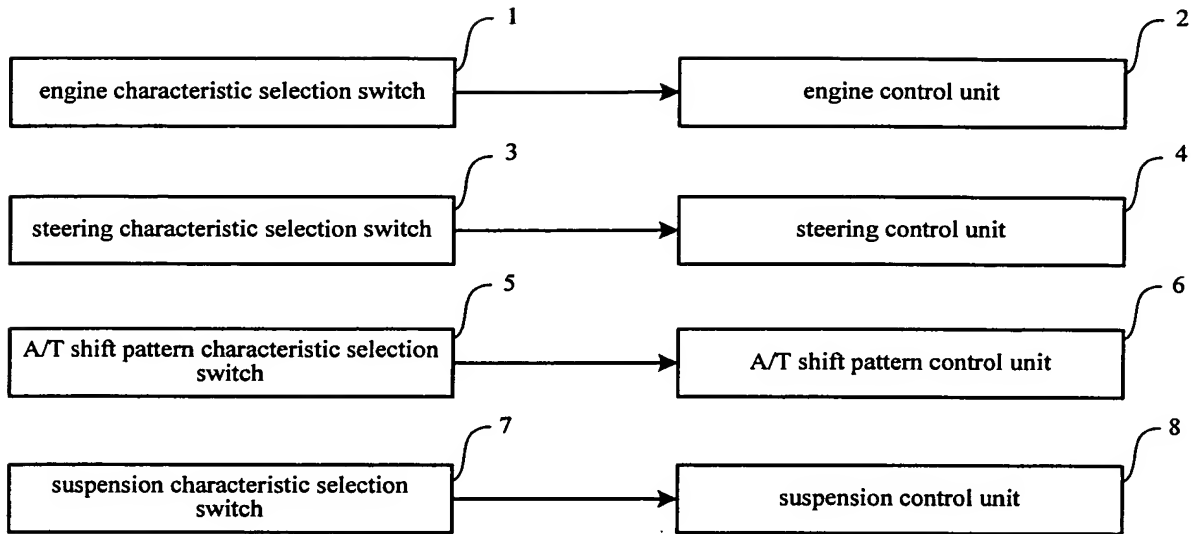 1
2
engine characteristic selection switch
engine control unit
3
4
steering characteristic selection switch
steering control unit
5
6
A/T shift pattern characteristic selection
switch
A/T shift pattern control unit
7
8
suspension characteristic selection
switch
suspension control unit